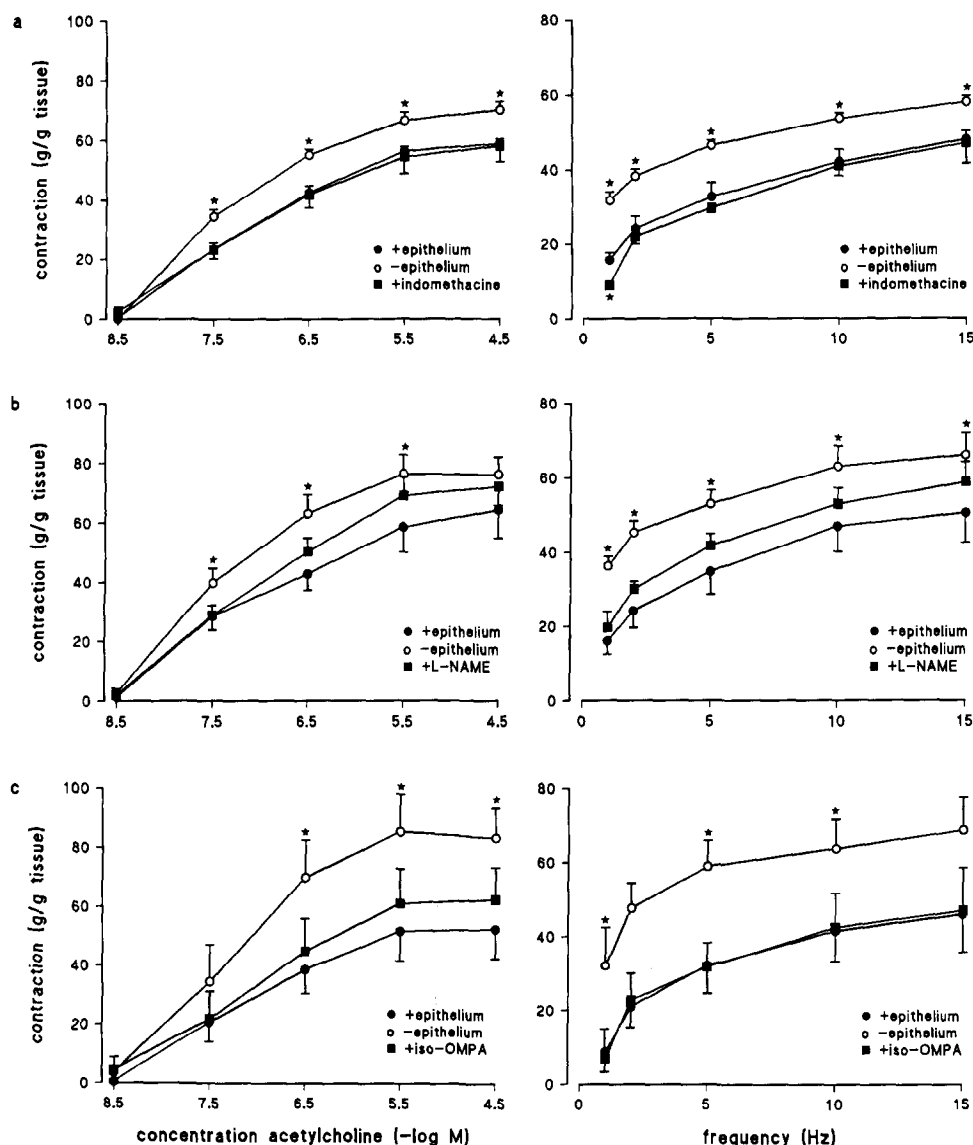 a
contraction (g/g tissue)
100
80
60
40
20
0
8.5 7.5 6.5 5.5 4.5
+epithelium
-epithelium
+indomethacine
80
60
40
20
0
0 5 10 15
+epithelium
-epithelium
+indomethacine
b
contraction (g/g tissue)
100
80
60
40
20
0
8.5 7.5 6.5 5.5 4.5
+epithelium
-epithelium
+L-NAME
80
60
40
20
0
0 5 10 15
+epithelium
-epithelium
+L-NAME
c
contraction (g/g tissue)
100
80
60
40
20
0
8.5 7.5 6.5 5.5 4.5
+epithelium
-epithelium
+iso-OMPA
concentration acetylcholine (-log M)
80
60
40
20
0
0 5 10 15
+epithelium
-epithelium
+iso-OMPA
frequency (Hz)